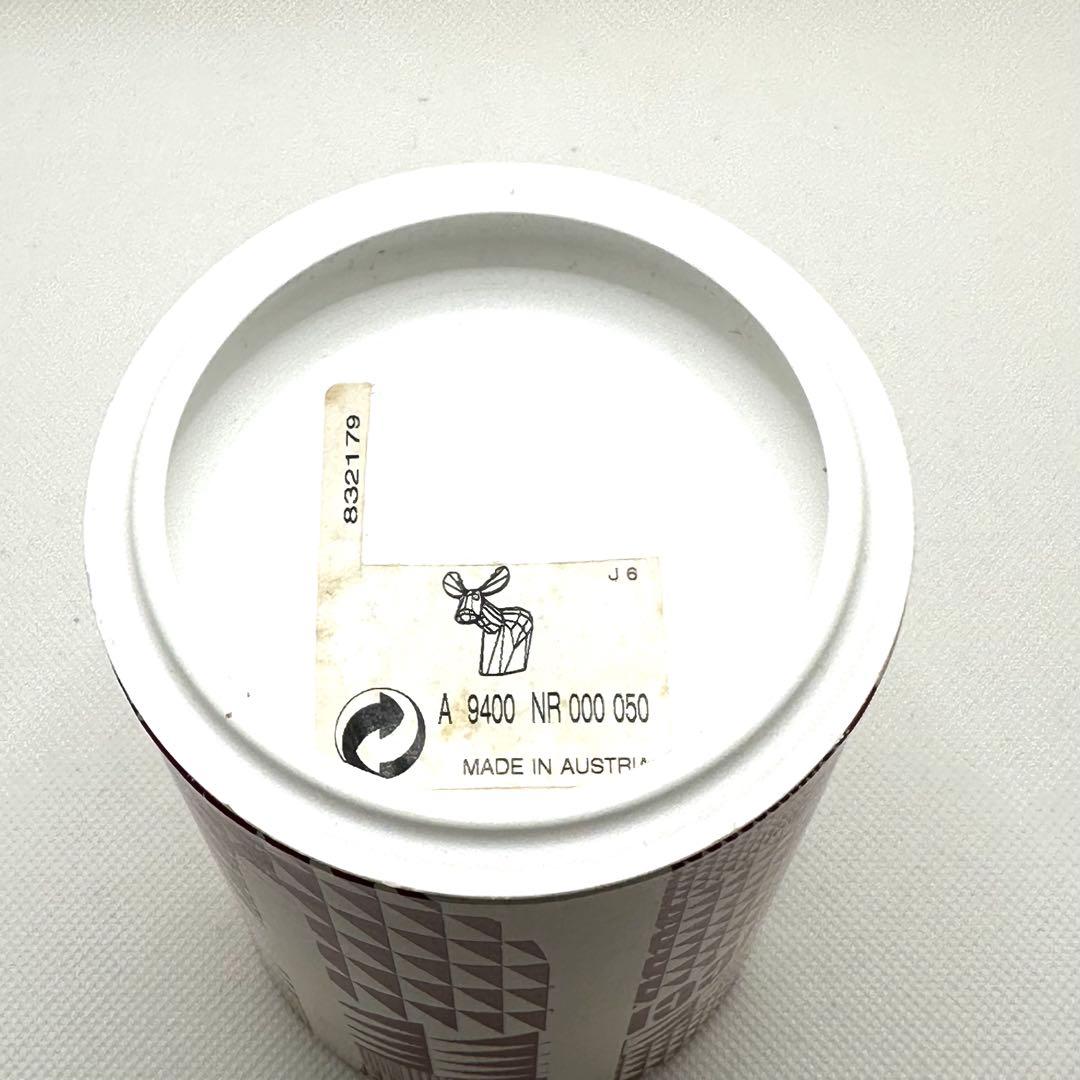 832179
J 6
A 9400 NR 000 050
MADE IN AUSTRIA